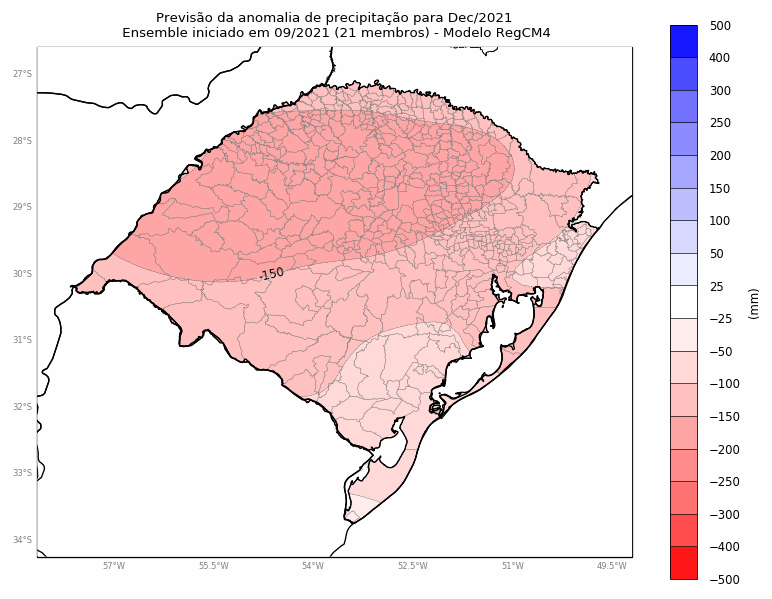 Previsão da anomalia de precipitação para Dec/2021
Ensemble iniciado em 09/2021 (21 membros) - Modelo RegCM4
27°S
28°S
29°S
30°S
31°S
32°S
33°S
34°S
57°W
55.5°W
54°W
52.5°W
51°W
49.5°W
-150
500
400
300
250
200
150
100
50
25
−25
−50
−100
−150
−200
−250
−300
−400
−500
(mm)